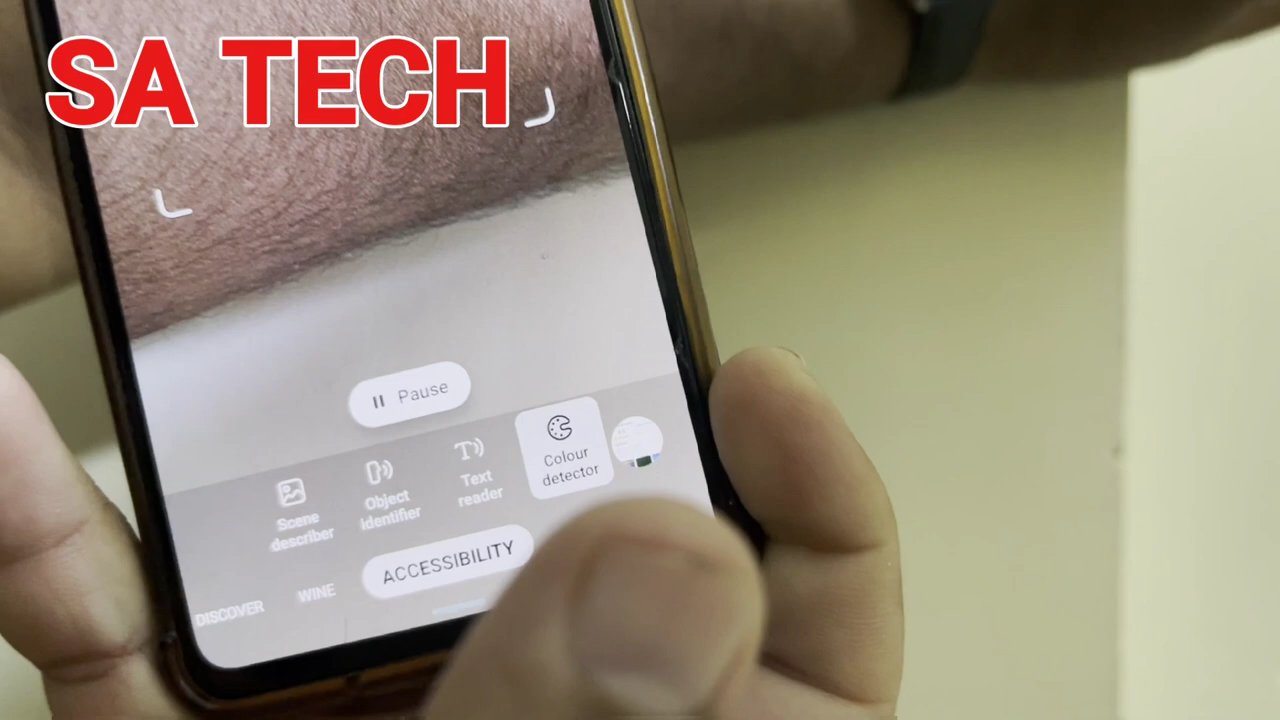 SA TECH
Pause
Scene
describer
Object
identifier
Text
reader
Colour
detector
DISCOVER
WINE
ACCESSIBILITY